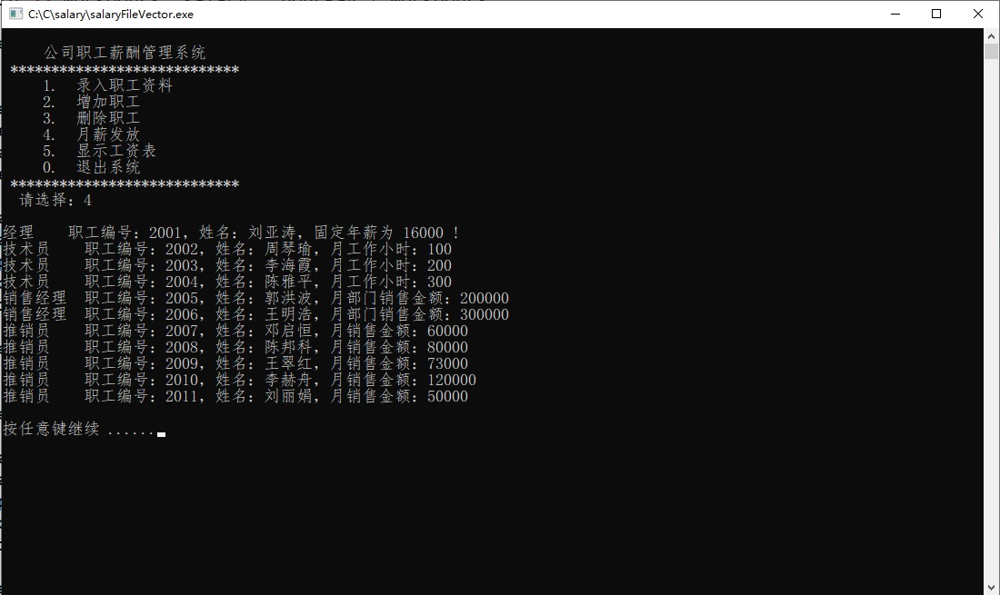 C:\C\salary\salaryFileVector.exe
公司职工薪酬管理系统
****************************
1. 录入职工资料
2. 增加职工
3. 删除职工
4. 月薪发放
5. 显示工资表
0. 退出系统
****************************
请选择：4
经理 职工编号：2001，姓名：刘亚涛，固定年薪为 16000 !
技术员 职工编号：2002，姓名：周琴瑜，月工作小时：100
技术员 职工编号：2003，姓名：李海霞，月工作小时：200
技术员 职工编号：2004，姓名：陈雅平，月工作小时：300
销售经理 职工编号：2005，姓名：郭洪波，月部门销售金额：200000
销售经理 职工编号：2006，姓名：王明浩，月部门销售金额：300000
推销员 职工编号：2007，姓名：邓启恒，月销售金额：60000
推销员 职工编号：2008，姓名：陈邦科，月销售金额：80000
推销员 职工编号：2009，姓名：王翠红，月销售金额：73000
推销员 职工编号：2010，姓名：李赫舟，月销售金额：120000
推销员 职工编号：2011，姓名：刘丽娟，月销售金额：50000
按任意键继续 ......